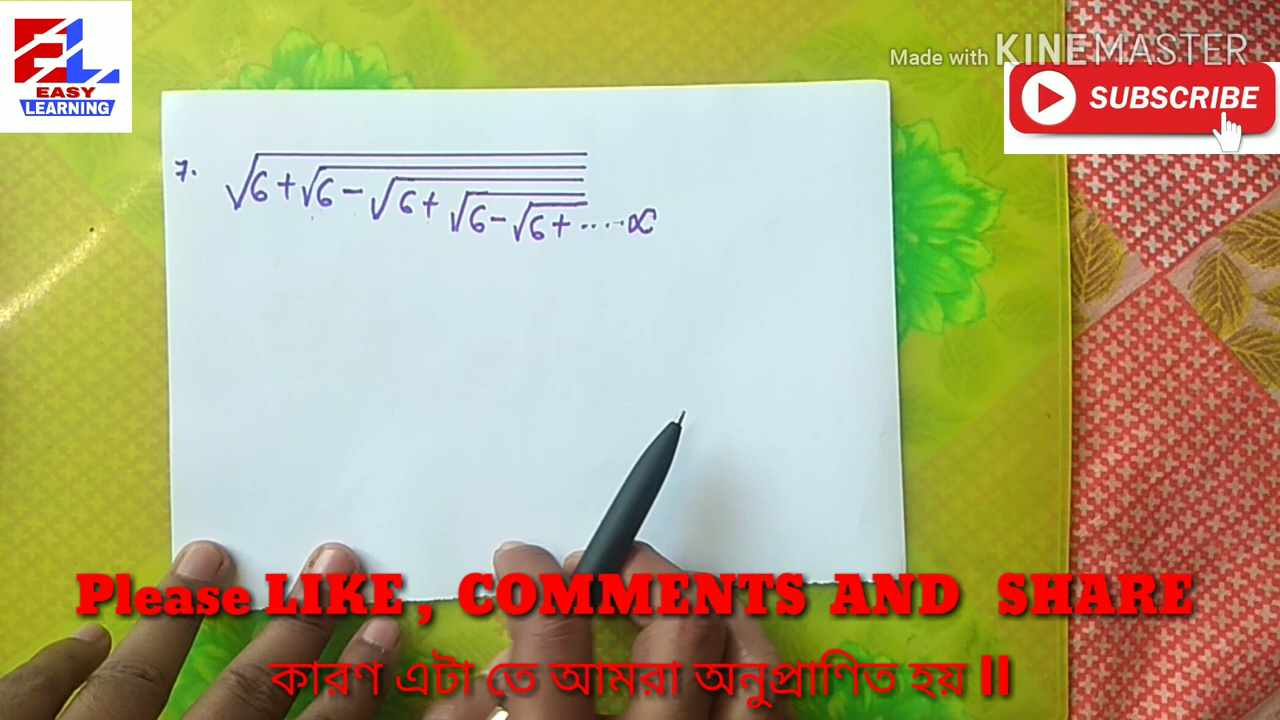 EL
EASY
LEARNING
Made with KINEMASTER
SUBSCRIBE
7. √6+√6-√6+√6-√6+....∝
Please LIKE , COMMENTS AND SHARE
কারণ এটা তে আমরা অনুপ্রাণিত হয় ||